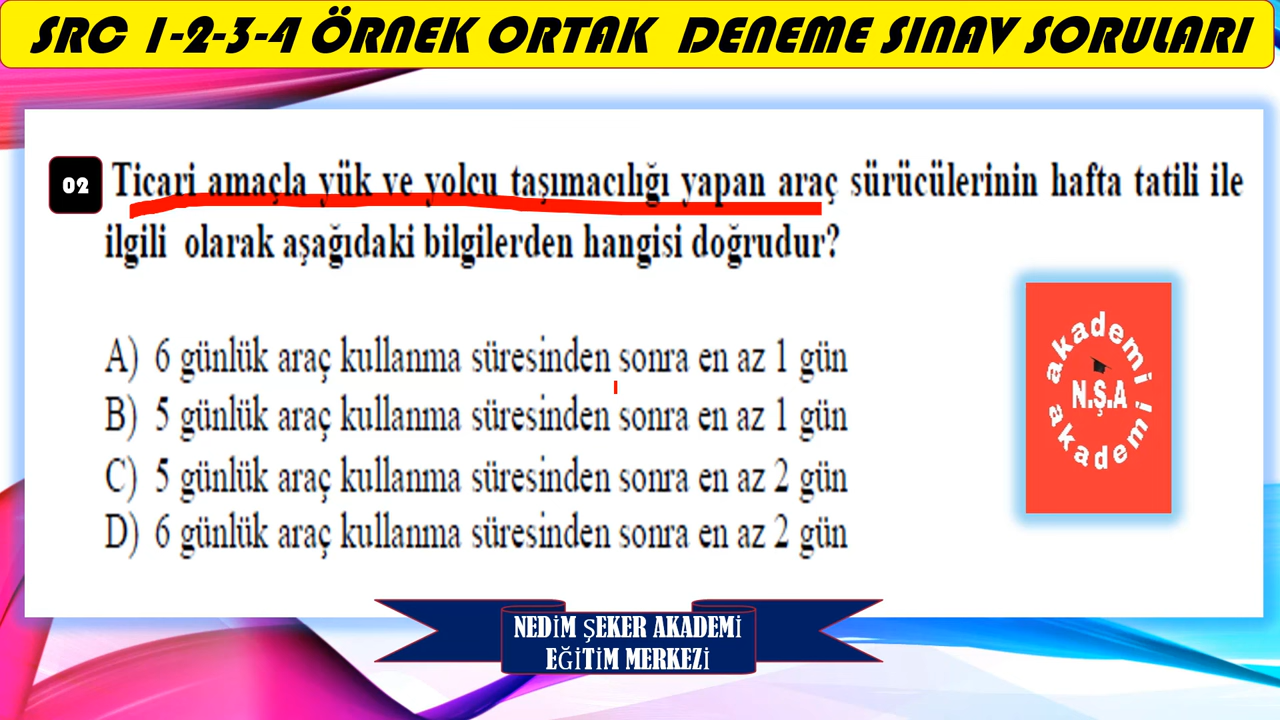 SRC 1-2-3-4 ÖRNEK ORTAK DENEME SINAV SORULARI
02 Ticari amaçla yük ve yolcu taşımacılığı yapan araç sürücülerinin hafta tatili ile
ilgili olarak aşağıdaki bilgilerden hangisi doğrudur?
A) 6 günlük araç kullanma süresinden sonra en az 1 gün
B) 5 günlük araç kullanma süresinden sonra en az 1 gün
C) 5 günlük araç kullanma süresinden sonra en az 2 gün
D) 6 günlük araç kullanma süresinden sonra en az 2 gün
akademi
N.Ş.A
akademi
NEDİM ŞEKER AKADEMİ
EĞİTİM MERKEZİ